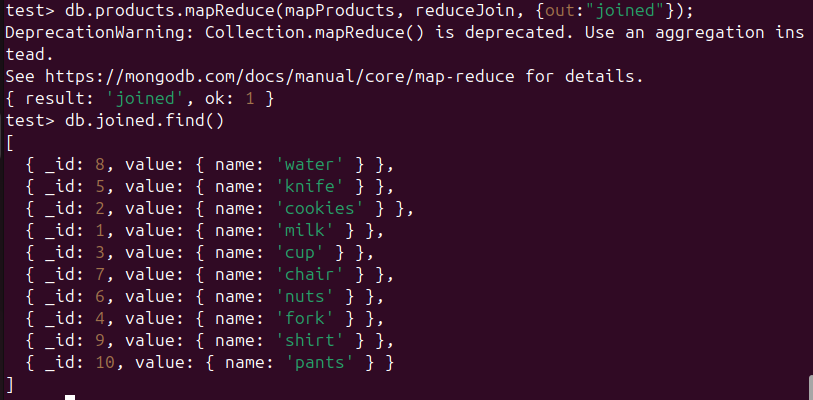 test> db.products.mapReduce(mapProducts, reduceJoin, {out:"joined"});
DeprecationWarning: Collection.mapReduce() is deprecated. Use an aggregation ins
tead.
See https://mongodb.com/docs/manual/core/map-reduce for details.
{ result: 'joined', ok: 1 }
test> db.joined.find()
[
  { _id: 8, value: { name: 'water' } },
  { _id: 5, value: { name: 'knife' } },
  { _id: 2, value: { name: 'cookies' } },
  { _id: 1, value: { name: 'milk' } },
  { _id: 3, value: { name: 'cup' } },
  { _id: 7, value: { name: 'chair' } },
  { _id: 6, value: { name: 'nuts' } },
  { _id: 4, value: { name: 'fork' } },
  { _id: 9, value: { name: 'shirt' } },
  { _id: 10, value: { name: 'pants' } }
]